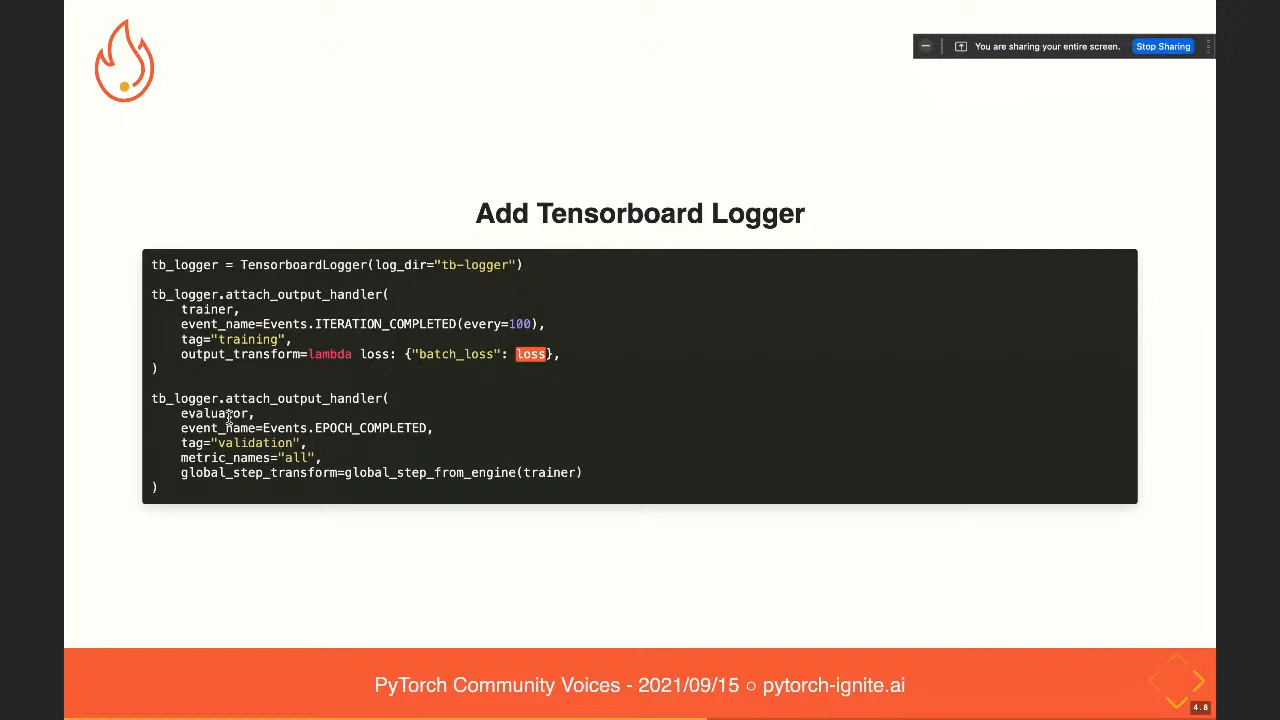 You are sharing your entire screen. Stop Sharing
Add Tensorboard Logger
tb_logger = TensorboardLogger(log_dir="tb-logger")
tb_logger.attach_output_handler(
    trainer,
    event_name=Events.ITERATION_COMPLETED(every=100),
    tag="training",
    output_transform=lambda loss: {"batch_loss": loss},
)
tb_logger.attach_output_handler(
    evaluator,
    event_name=Events.EPOCH_COMPLETED,
    tag="validation",
    metric_names="all",
    global_step_transform=global_step_from_engine(trainer)
)
PyTorch Community Voices - 2021/09/15 ○ pytorch-ignite.ai
4.8